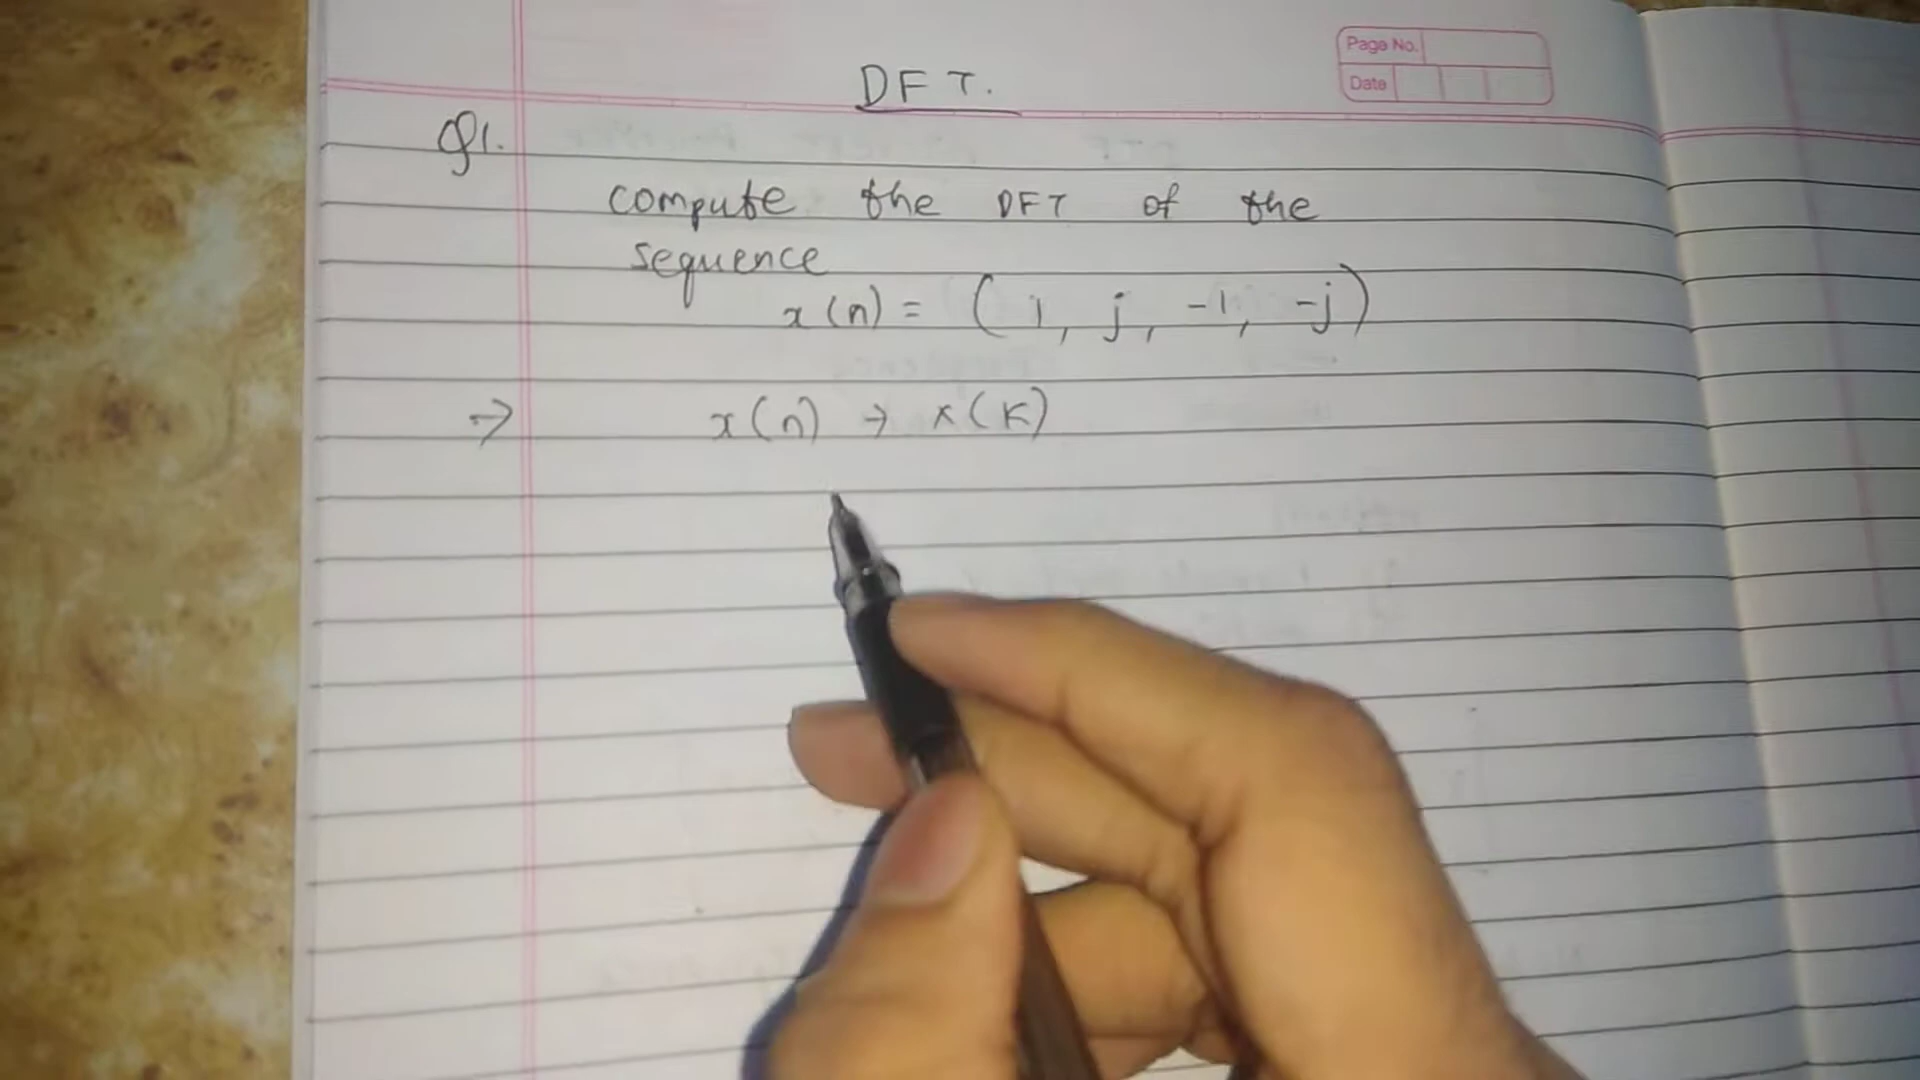 Page No.
Date
DFT.
Q1.
compute the DFT of the
sequence
x(n) = (1, j, -1, -j)
→ x(n) → x(k)